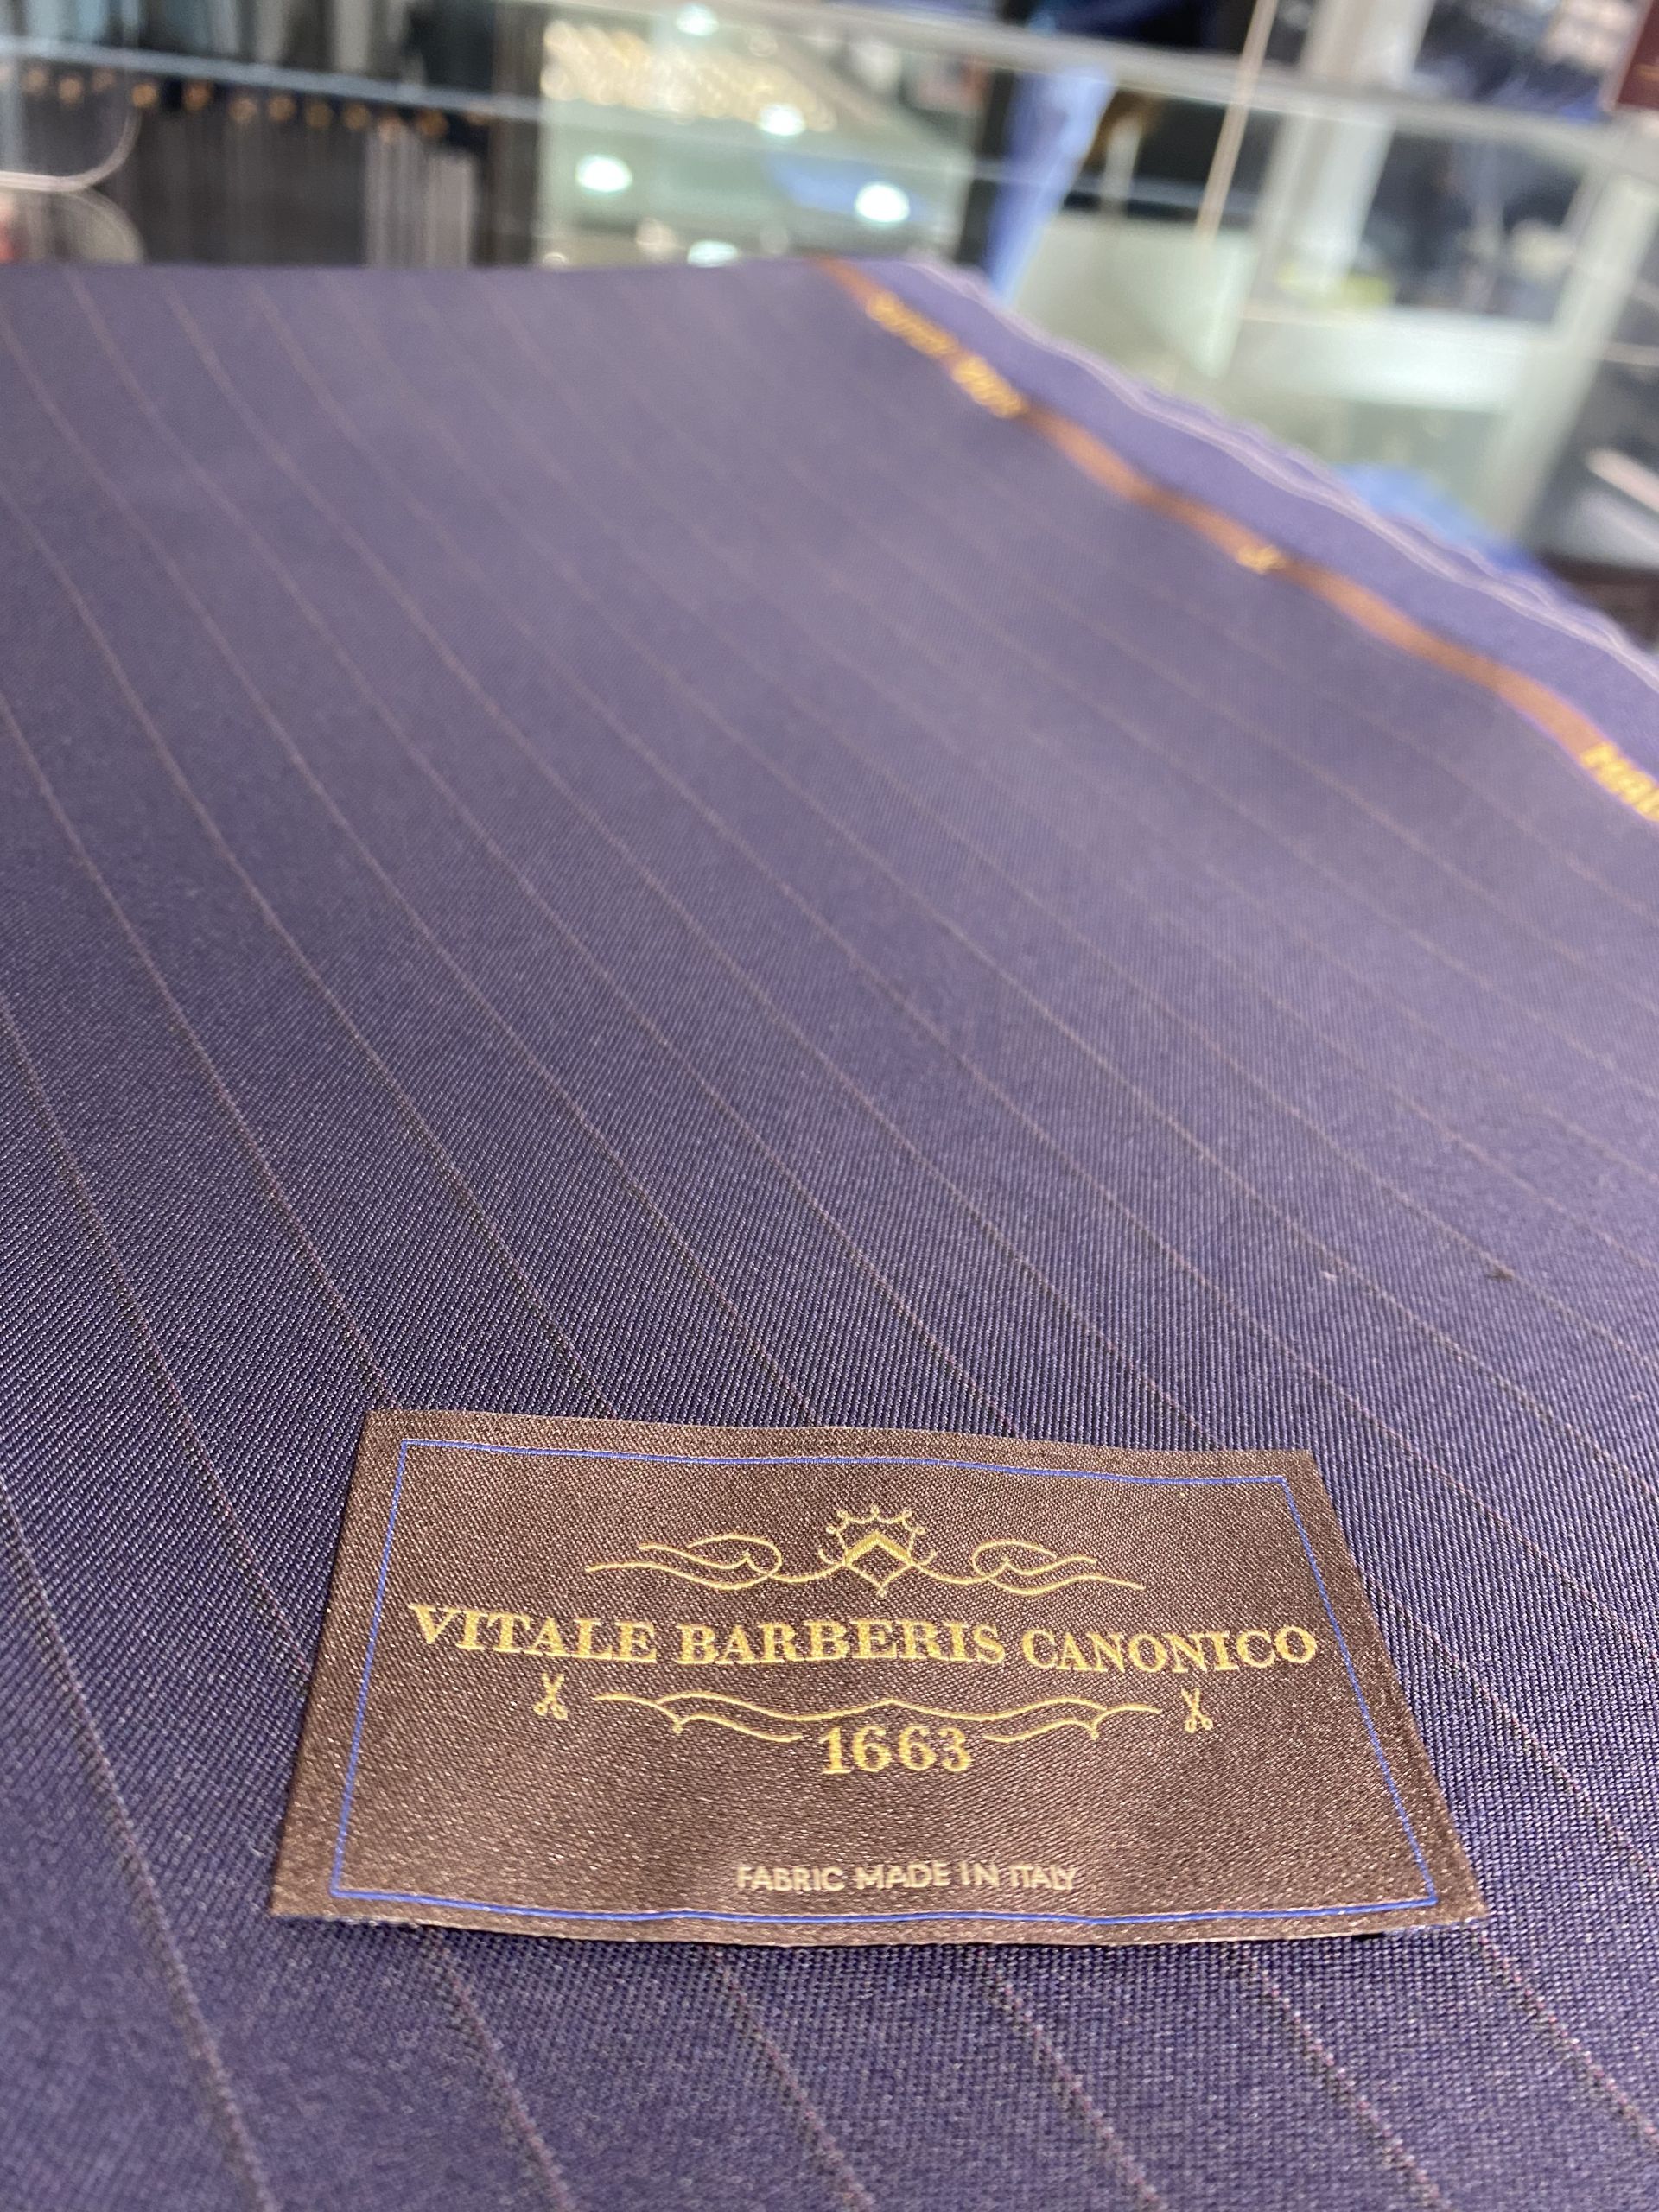 VITALE BARBERIS CANONICO
1663
FABRIC MADE IN ITALY